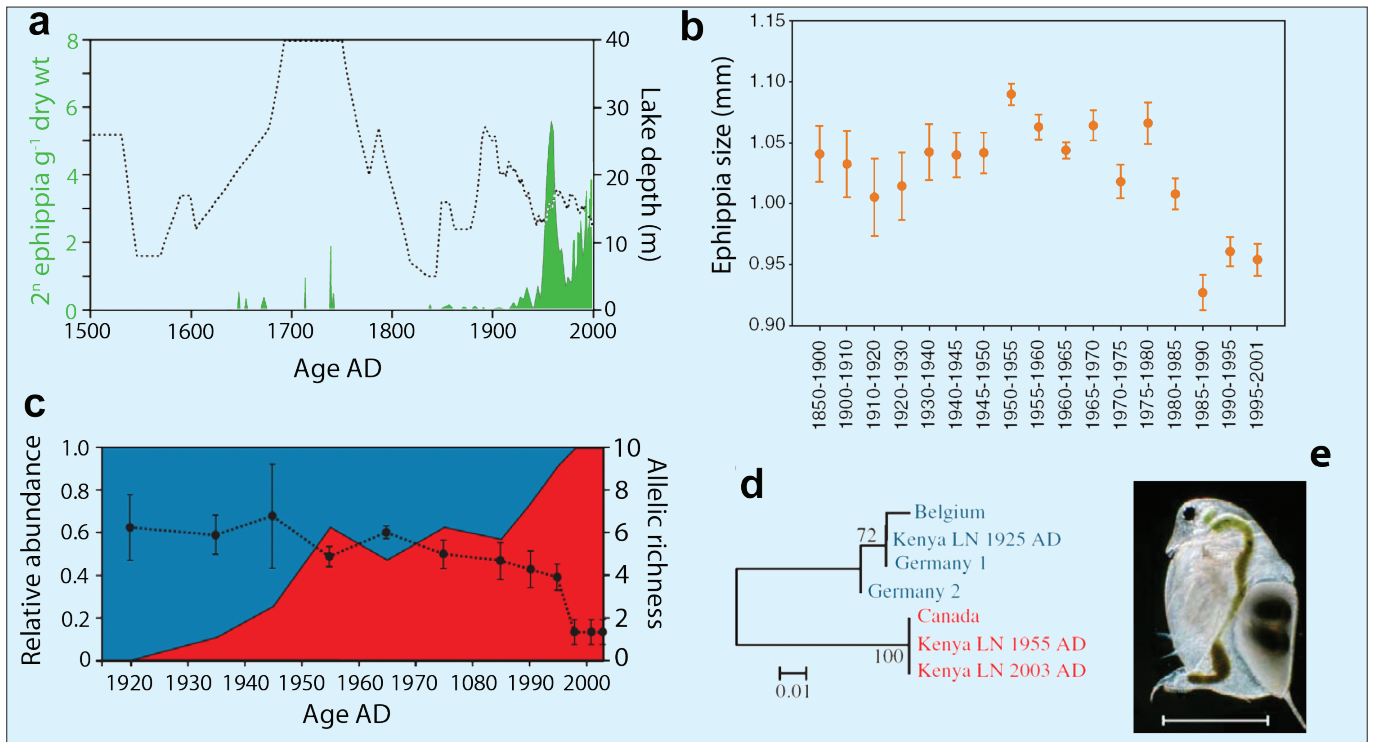 a
8
6
4
2
0
2ⁿ ephippia g⁻¹ dry wt
40
30
20
10
0
Lake depth (m)
1500 1600 1700 1800 1900 2000
Age AD
b
1.15
1.10
1.05
1.00
0.95
0.90
Ephippia size (mm)
1850-1900
1900-1910
1910-1920
1920-1930
1930-1940
1940-1945
1945-1950
1950-1955
1955-1960
1960-1965
1965-1970
1970-1975
1975-1980
1980-1985
1985-1990
1990-1995
1995-2001
c
1.0
0.8
0.6
0.4
0.2
0
Relative abundance
10
8
6
4
2
0
Allelic richness
1920 1930 1940 1950 1960 1970 1080 1990 2000
Age AD
d
Belgium
72
Kenya LN 1925 AD
Germany 1
Germany 2
Canada
Kenya LN 1955 AD
100
Kenya LN 2003 AD
0.01
e